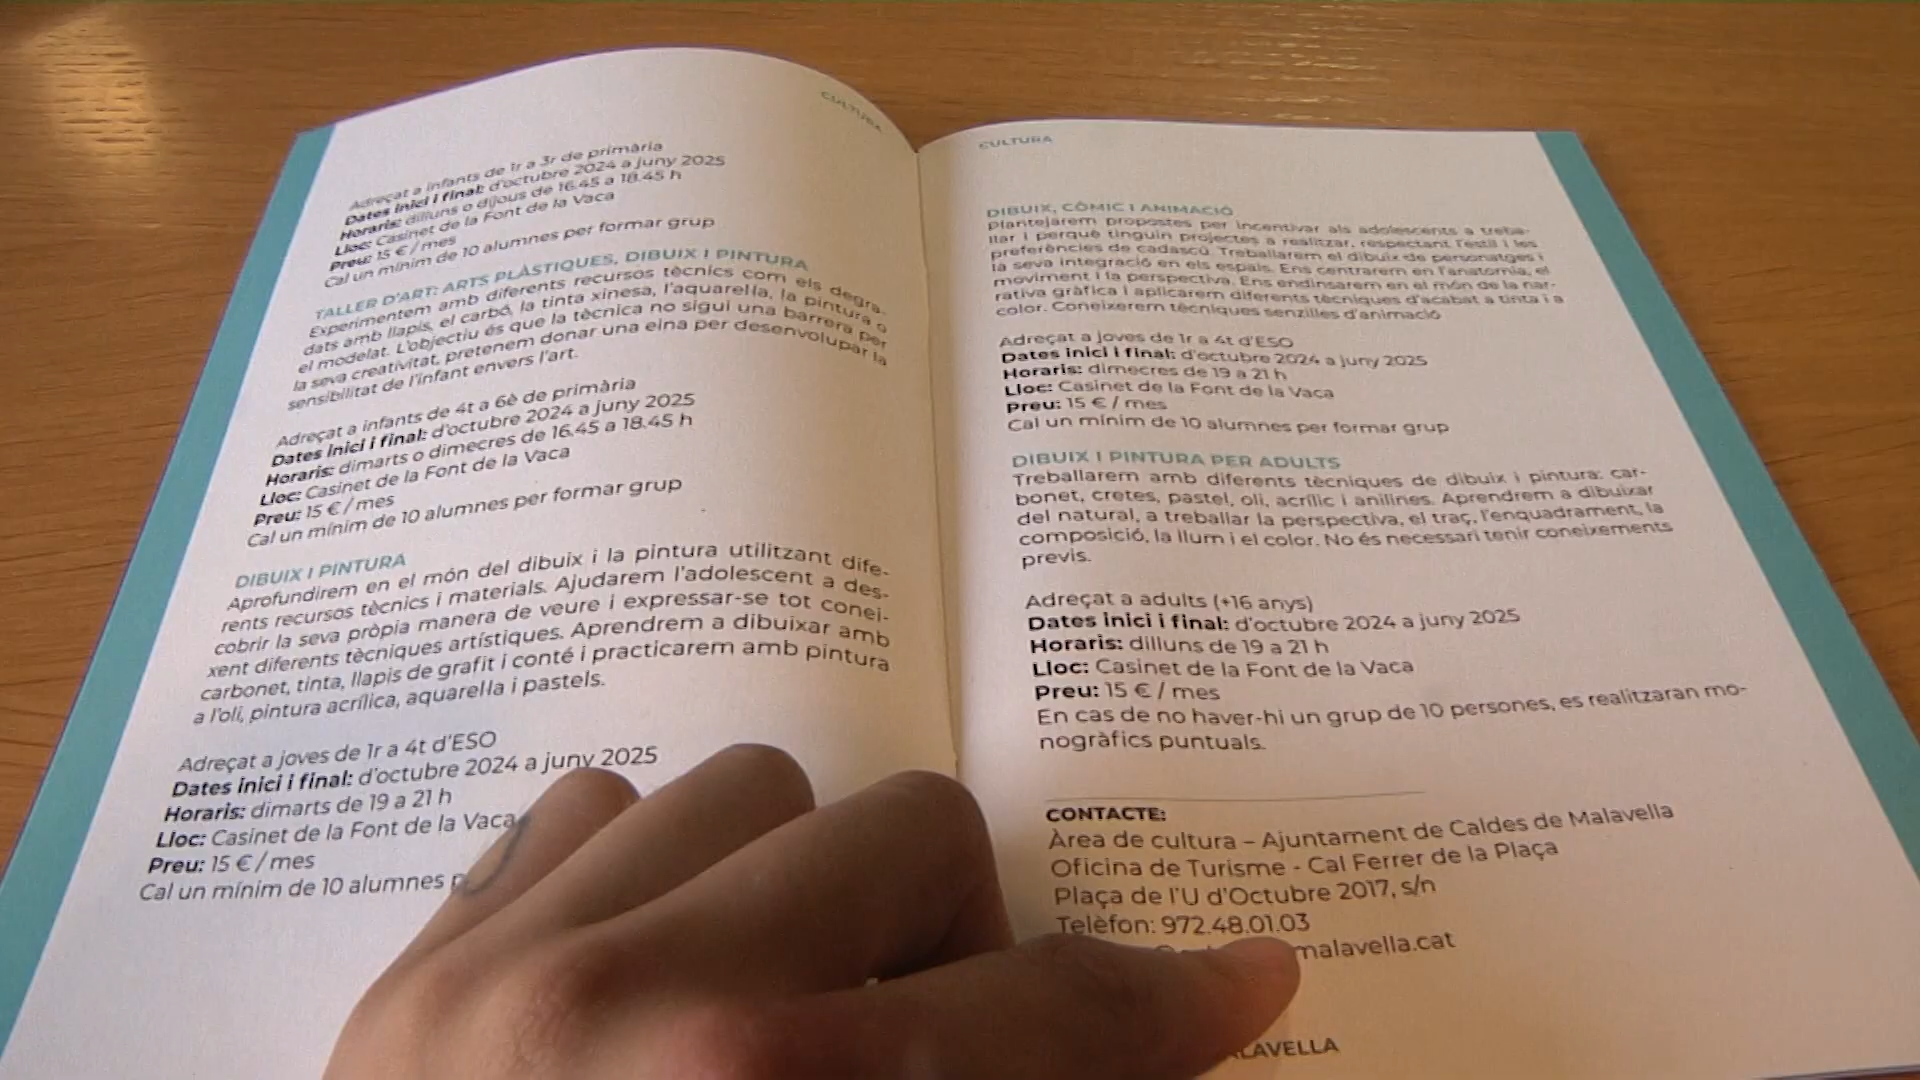 CULTURA
Adreçat a infants de 1r a 3r de primària
Dates inici i final: d'octubre 2024 a juny 2025
Horaris: dilluns o dijous de 16.45 a 18.45 h
Lloc: Casinet de la Font de la Vaca
Preu: 15 € / mes
Cal un mínim de 10 alumnes per formar grup
TALLER D'ART: ARTS PLÀSTIQUES, DIBUIX I PINTURA
Experimentem amb diferents recursos tècnics com els degra-
dats amb llapis, el carbó, la tinta xinesa, l'aquarel·la, la pintura o
el modelat. L'objectiu és que la tècnica no sigui una barrera per
la seva creativitat, pretenem donar una eina per desenvolupar la
sensibilitat de l'infant envers l'art.
Adreçat a infants de 4t a 6è de primària
Dates inici i final: d'octubre 2024 a juny 2025
Horaris: dimarts o dimecres de 16.45 a 18.45 h
Lloc: Casinet de la Font de la Vaca
Preu: 15 € / mes
Cal un mínim de 10 alumnes per formar grup
DIBUIX I PINTURA
Aprofundirem en el món del dibuix i la pintura utilitzant dife-
rents recursos tècnics i materials. Ajudarem l'adolescent a des-
cobrir la seva pròpia manera de veure i expressar-se tot conei-
xent diferents tècniques artístiques. Aprendrem a dibuixar amb
carbonet, tinta, llapis de grafit i conté i practicarem amb pintura
a l'oli, pintura acrílica, aquarel·la i pastels.
Adreçat a joves de 1r a 4t d'ESO
Dates inici i final: d'octubre 2024 a juny 2025
Horaris: dimarts de 19 a 21 h
Lloc: Casinet de la Font de la Vaca
Preu: 15 € / mes
Cal un mínim de 10 alumnes
CULTURA
DIBUIX, CÒMIC I ANIMACIÓ
Plantejarem propostes per incentivar als adolescents a treba-
llar i perquè tinguin projectes a realitzar, respectant l'estil i les
preferències de cadascú. Treballarem el dibuix de personatges i
la seva integració en els espais. Ens centrarem en l'anatomia, el
moviment i la perspectiva. Ens endinsarem en el món de la nar-
rativa gràfica i aplicarem diferents tècniques d'acabat a tinta i a
color. Coneixerem tècniques senzilles d'animació
Adreçat a joves de 1r a 4t d'ESO
Dates inici i final: d'octubre 2024 a juny 2025
Horaris: dimecres de 19 a 21 h
Lloc: Casinet de la Font de la Vaca
Preu: 15 € / mes
Cal un mínim de 10 alumnes per formar grup
DIBUIX I PINTURA PER ADULTS
Treballarem amb diferents tècniques de dibuix i pintura: car-
bonet, cretes, pastel, oli, acrílic i anilines. Aprendrem a dibuixar
del natural, a treballar la perspectiva, el traç, l'enquadrament, la
composició, la llum i el color. No és necessari tenir coneixements
previs.
Adreçat a adults (+16 anys)
Dates inici i final: d'octubre 2024 a juny 2025
Horaris: dilluns de 19 a 21 h
Lloc: Casinet de la Font de la Vaca
Preu: 15 € / mes
En cas de no haver-hi un grup de 10 persones, es realitzaran mo-
nogràfics puntuals.
CONTACTE:
Àrea de cultura – Ajuntament de Caldes de Malavella
Oficina de Turisme - Cal Ferrer de la Plaça
Plaça de l'U d'Octubre 2017, s/n
Telèfon: 972.48.01.03
malavella.cat
ALAVELLA